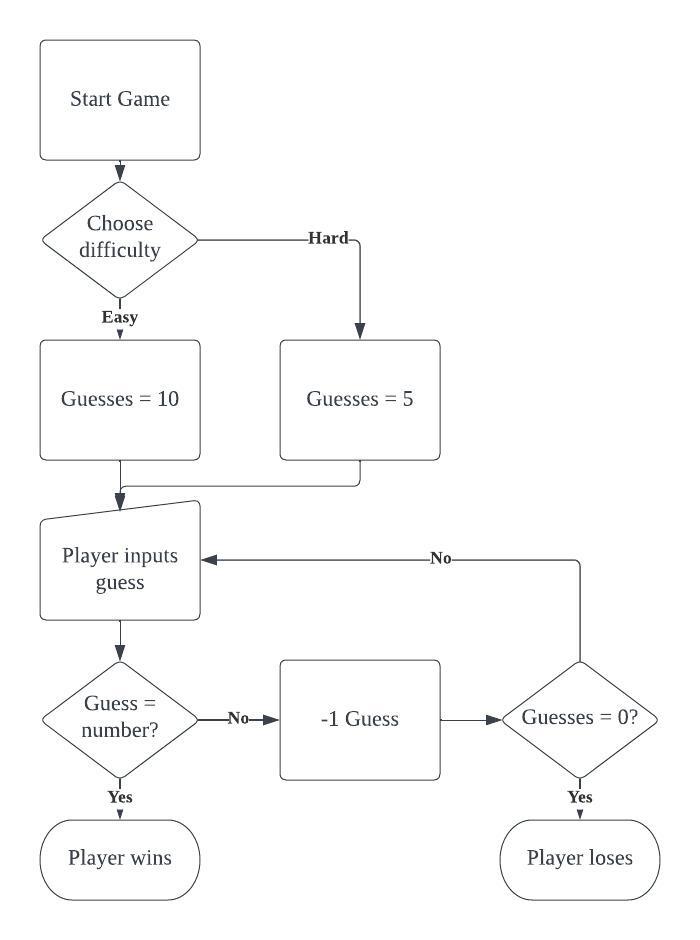 Start Game
Choose
difficulty
Hard
Easy
Guesses = 10
Guesses = 5
Player inputs
guess
No
Guess =
number?
No
-1 Guess
Guesses = 0?
Yes
Yes
Player wins
Player loses